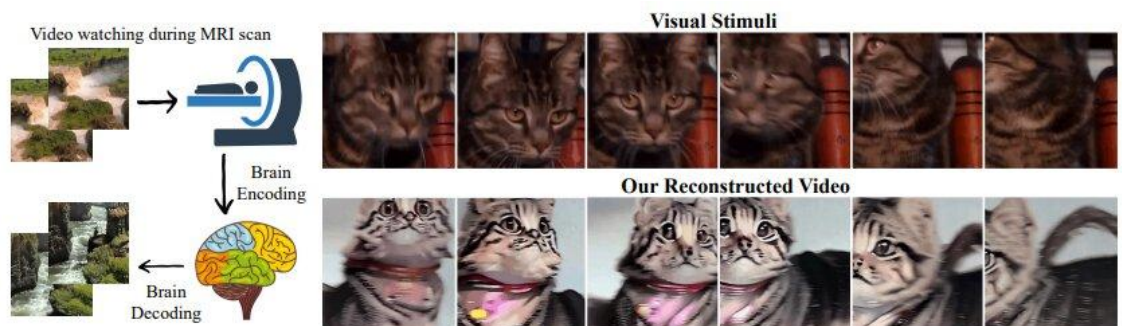 Video watching during MRI scan
Brain
Encoding
Brain
Decoding
Visual Stimuli
Our Reconstructed Video